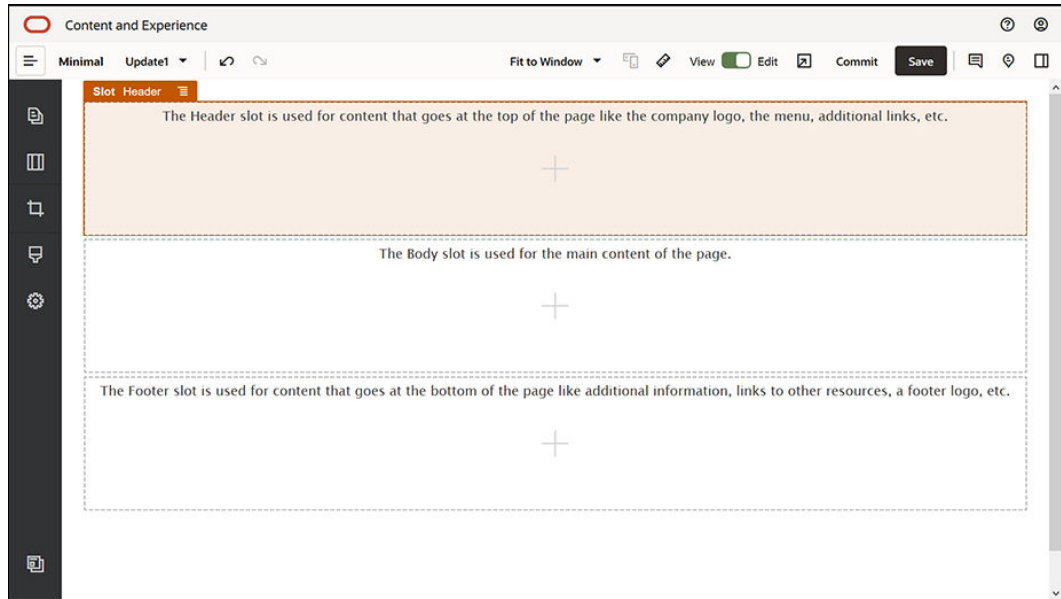 Content and Experience
Minimal Update1 Fit to Window View Edit Commit Save
Slot Header
The Header slot is used for content that goes at the top of the page like the company logo, the menu, additional links, etc.
The Body slot is used for the main content of the page.
The Footer slot is used for content that goes at the bottom of the page like additional information, links to other resources, a footer logo, etc.